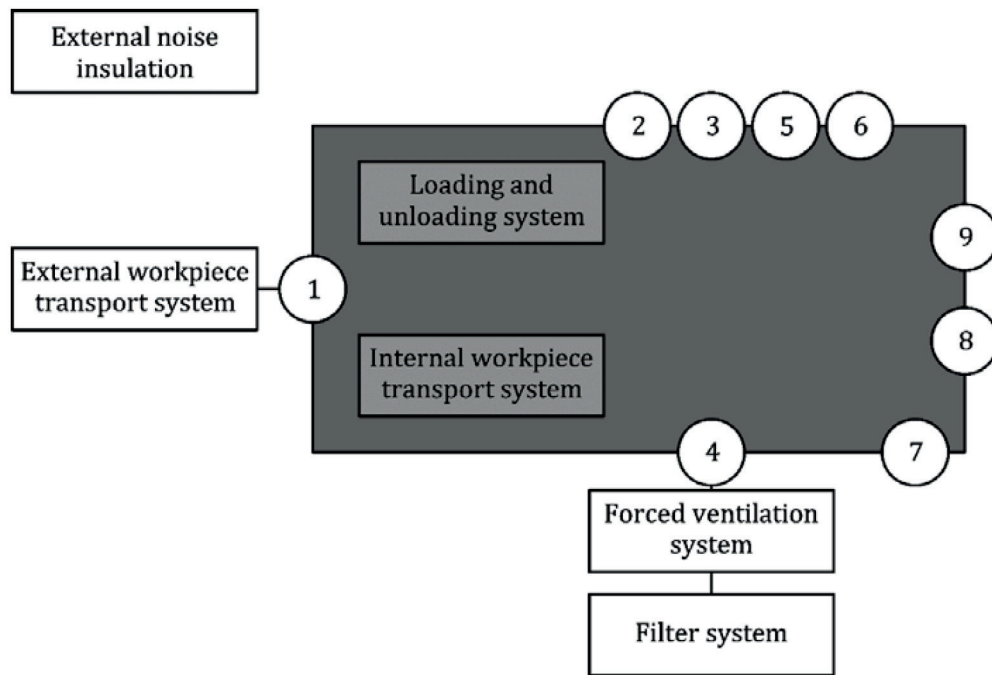 External noise
insulation
2
3
5
6
Loading and
unloading system
9
External workpiece
transport system
1
8
Internal workpiece
transport system
4
7
Forced ventilation
system
Filter system